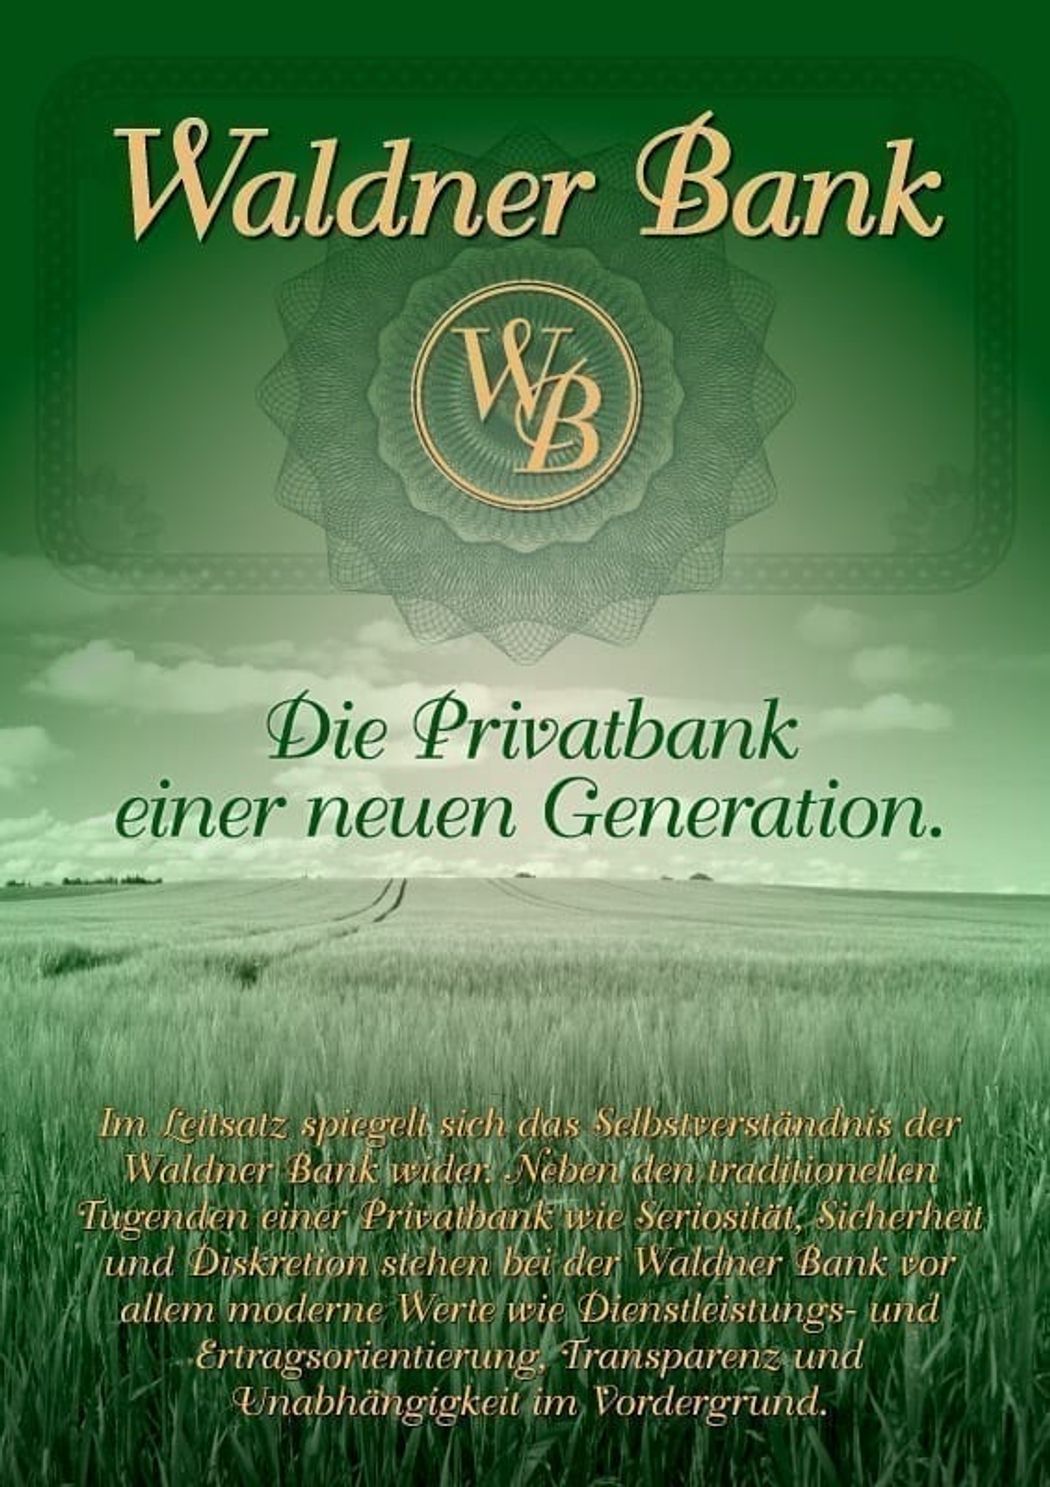 Waldner Bank
WB
Die Privatbank
einer neuen Generation.
Im Leitsatz spiegelt sich das Selbstverständnis der
Waldner Bank wider. Neben den traditionellen
Tugenden einer Privatbank wie Seriosität, Sicherheit
und Diskretion stehen bei der Waldner Bank vor
allem moderne Werte wie Dienstleistungs- und
Ertragsorientierung, Transparenz und
Unabhängigkeit im Vordergrund.